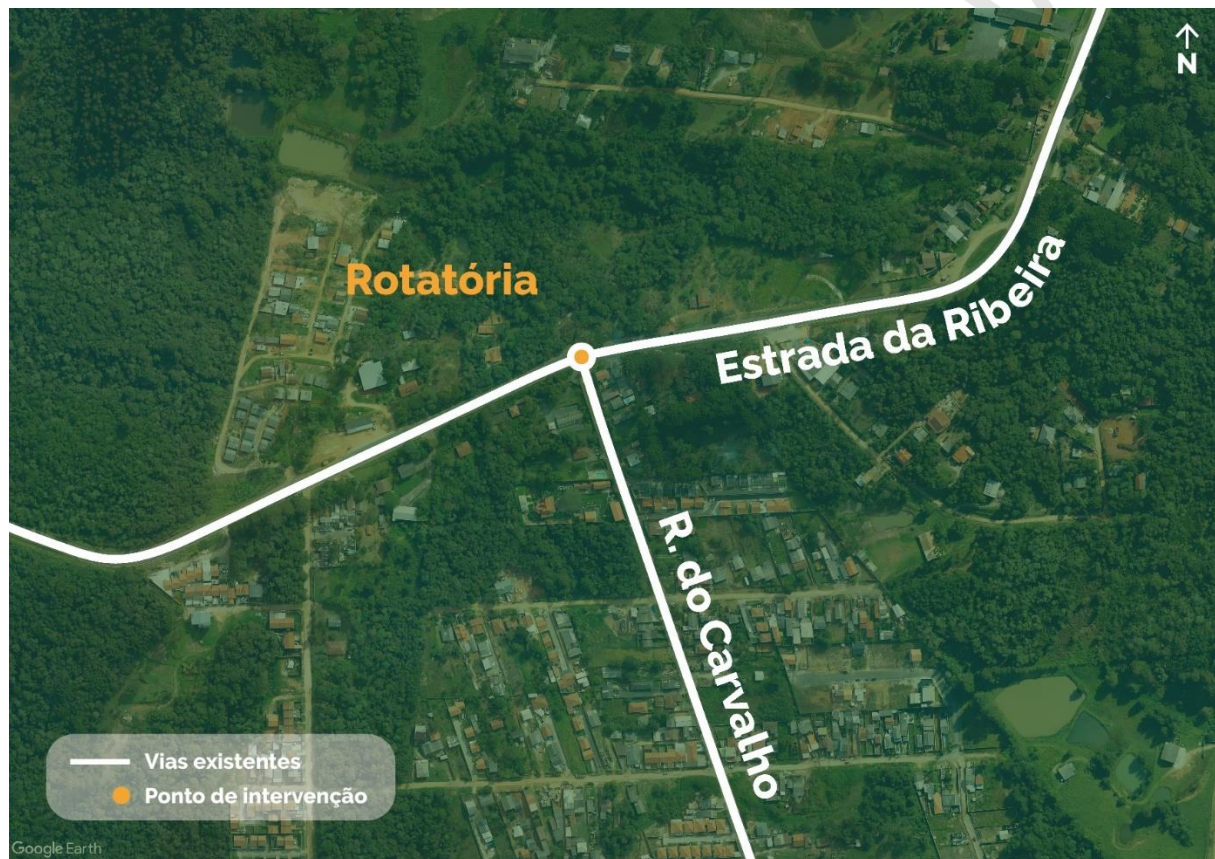 N
Rotatória
Estrada da Ribeira
R. do Carvalho
Vias existentes
Ponto de intervenção
Google Earth